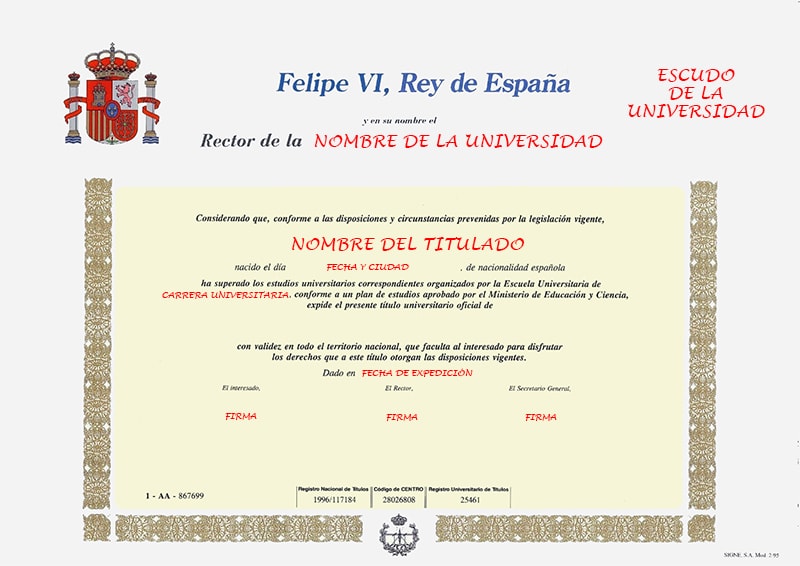 Felipe VI, Rey de España
ESCUDO
DE LA
UNIVERSIDAD
y en su nombre el
Rector de la NOMBRE DE LA UNIVERSIDAD
Considerando que, conforme a las disposiciones y circunstancias prevenidas por la legislación vigente,
NOMBRE DEL TITULADO
nacido el día FECHA Y CIUDAD , de nacionalidad española
ha superado los estudios universitarios correspondientes organizados por la Escuela Universitaria de
CARRERA UNIVERSITARIA, conforme a un plan de estudios aprobado por el Ministerio de Educación y Ciencia,
expide el presente título universitario oficial de
con validez en todo el territorio nacional, que faculta al interesado para disfrutar
los derechos que a este título otorgan las disposiciones vigentes.
Dado en FECHA DE EXPEDICIÓN
El interesado, El Rector, El Secretario General,
FIRMA FIRMA FIRMA
1 - AA - 867699
Registro Nacional de Títulos Código de CENTRO Registro Universitario de Títulos
1996/117184 28026808 25461
SIGNE, S.A. Mod. 2/95